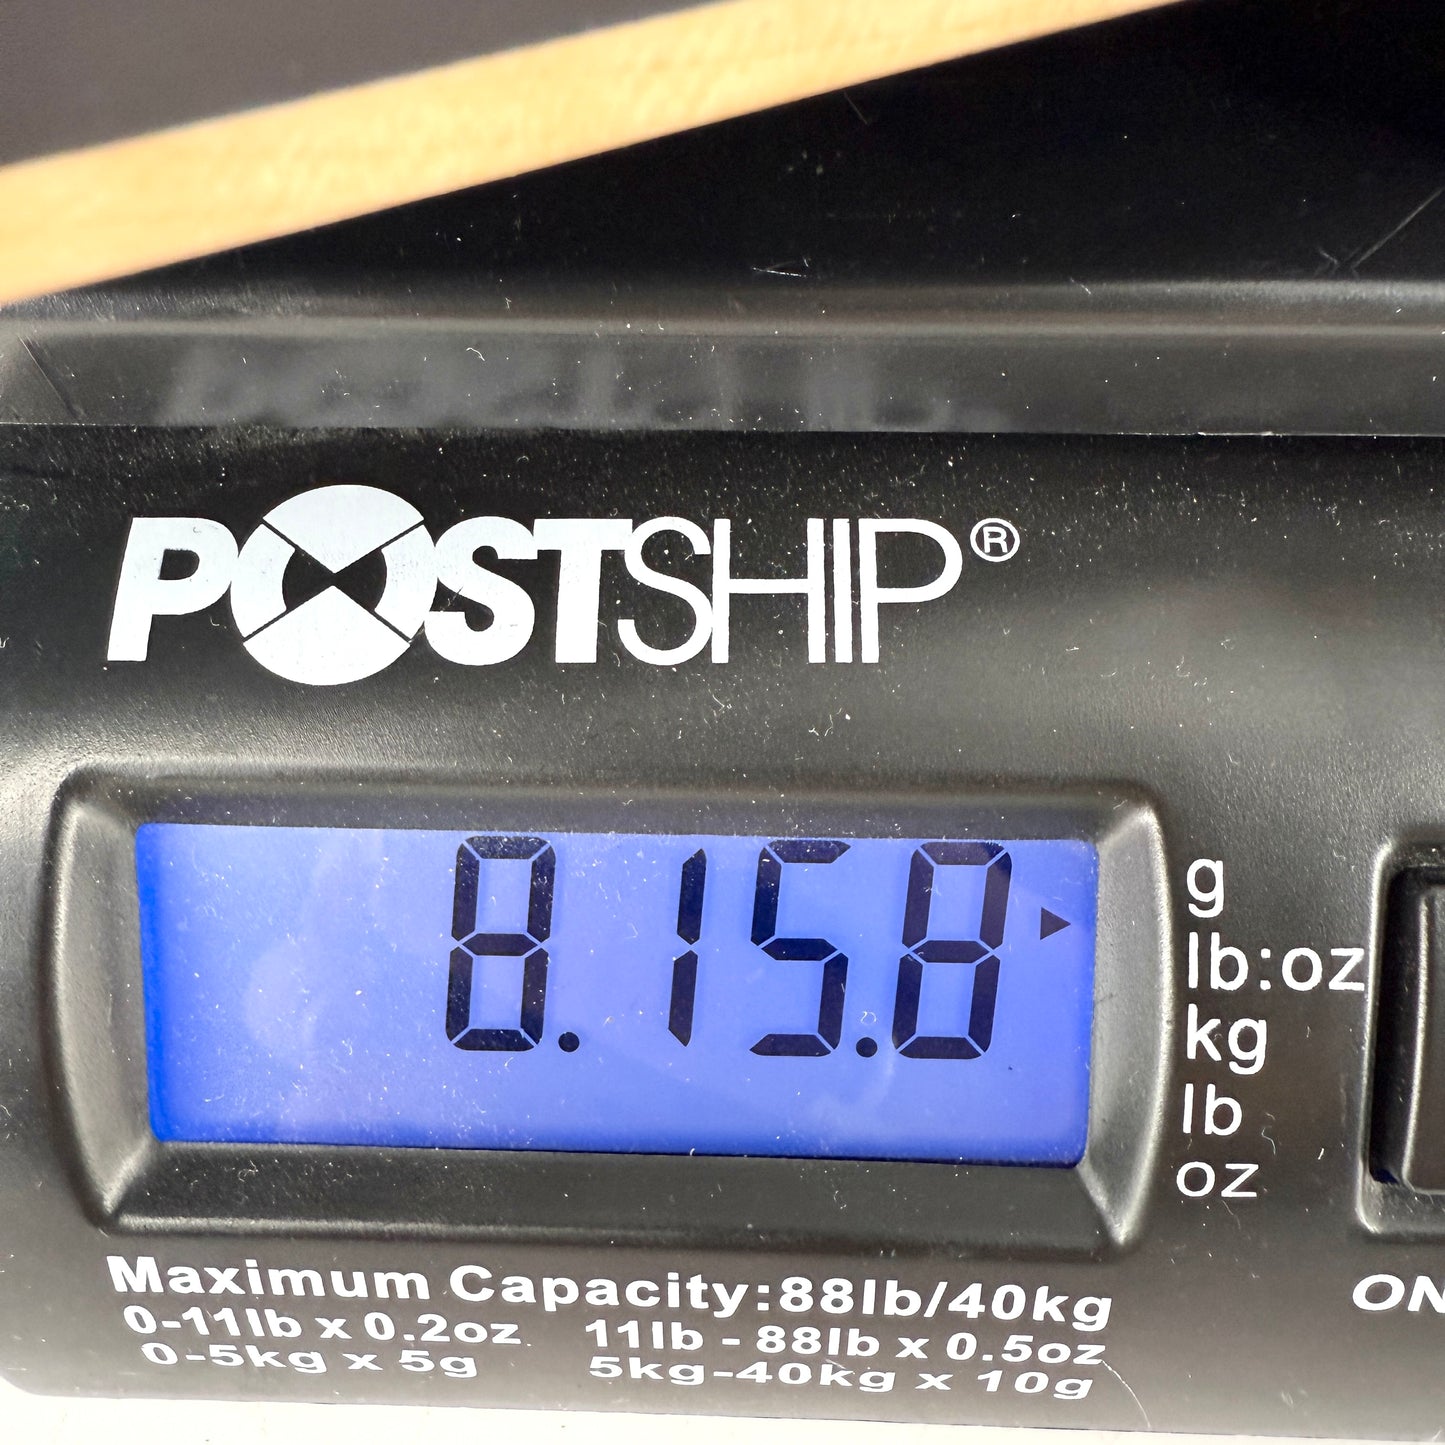 POSTSHIP®
8.15.8
g
lb:oz
kg
lb
oz
Maximum Capacity:88lb/40kg
0-11lb x 0.2oz 11lb - 88lb x 0.5oz
0-5kg x 5g 5kg-40kg x 10g
ON